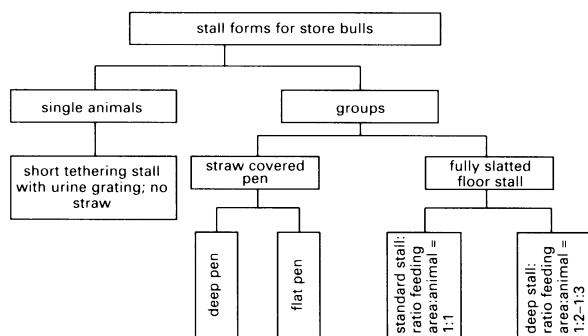 stall forms for store bulls
single animals
groups
short tethering stall
with urine grating; no
straw
straw covered
pen
fully slatted
floor stall
deep pen
flat pen
standard stall:
ratio feeding
area:animal =
1:1
deep stall:
ratio feeding
area:animal =
1:2–1:3